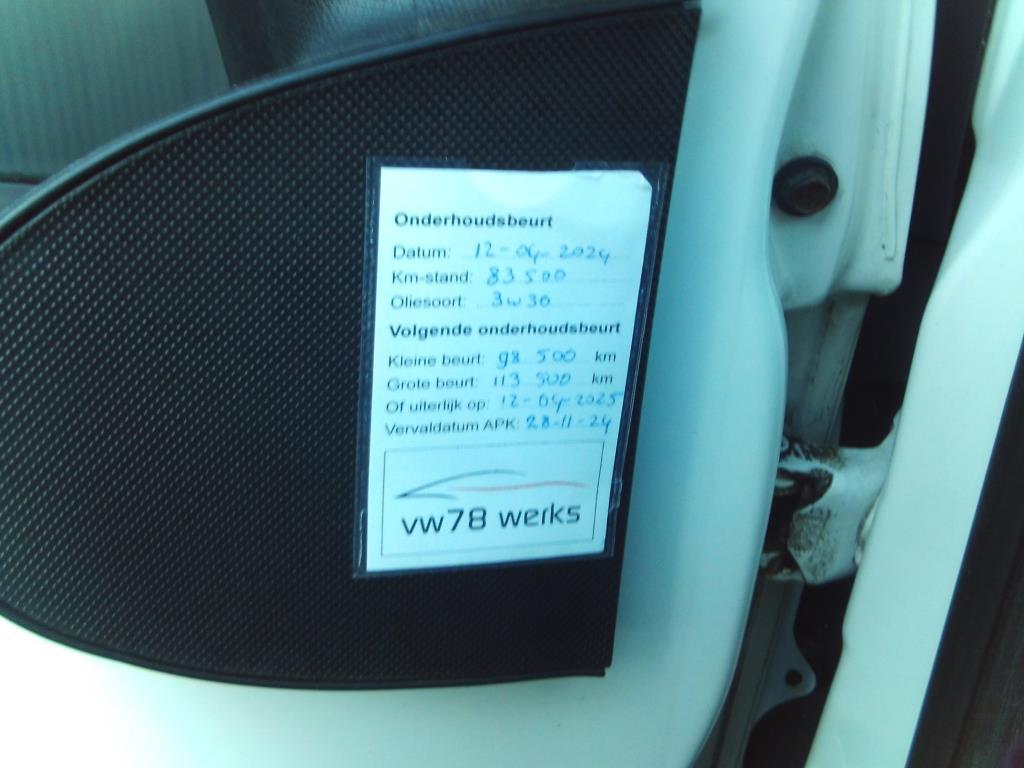 Onderhoudsbeurt
Datum: 12-04-2024
Km-stand: 83 500
Oliesoort: 3w30
Volgende onderhoudsbeurt
Kleine beurt: 98 500 km
Grote beurt: 113 500 km
Of uiterlijk op: 12-04-2025
Vervaldatum APK: 28-11-24
vw78 werks